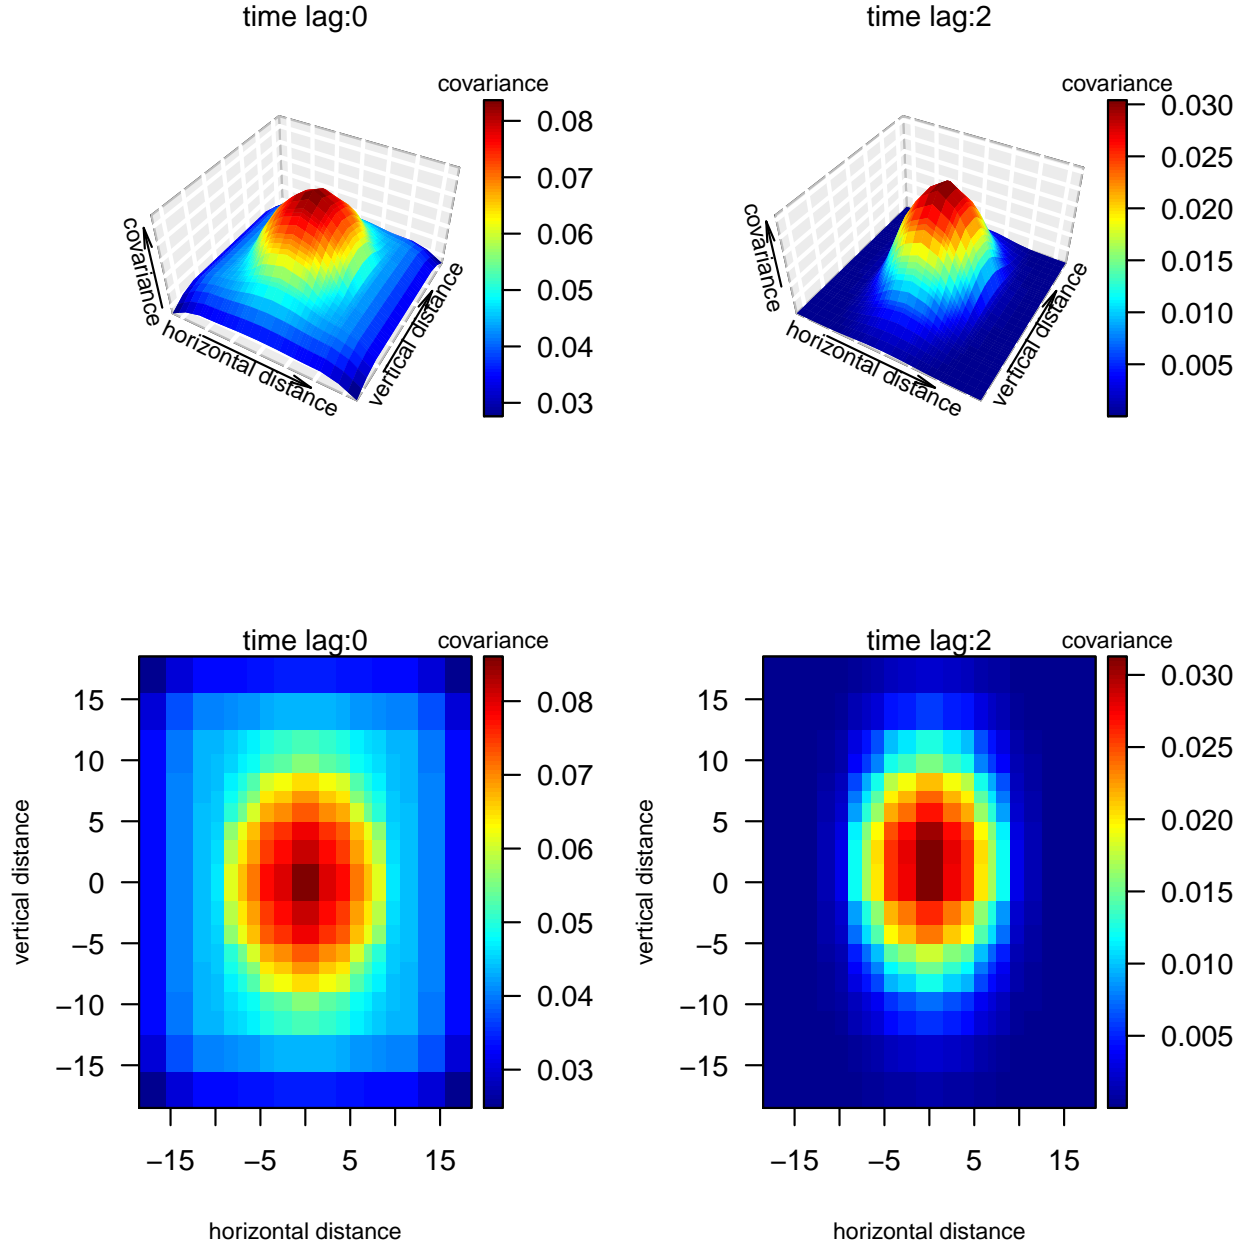 time lag:0
time lag:2
covariance
0.08
0.07
0.06
0.05
0.04
0.03
covariance
horizontal distance
vertical distance
covariance
0.030
0.025
0.020
0.015
0.010
0.005
covariance
horizontal distance
vertical distance
time lag:0
covariance
0.08
0.07
0.06
0.05
0.04
0.03
15
10
5
0
−5
−10
−15
vertical distance
−15 −5 5 15
horizontal distance
time lag:2
covariance
0.030
0.025
0.020
0.015
0.010
0.005
15
10
5
0
−5
−10
−15
vertical distance
−15 −5 5 15
horizontal distance